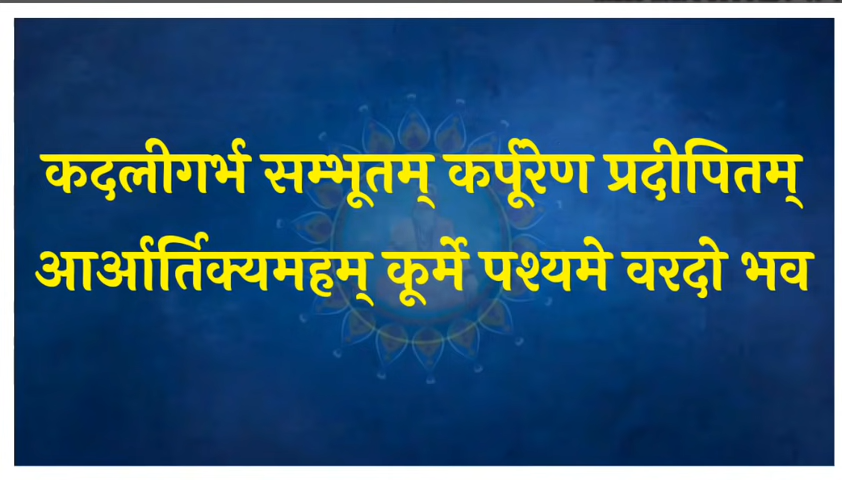 कदलीगर्भ सम्भूतम् कर्पूरेण प्रदीपितम्
आर्आर्तिक्यमहम् कूर्मे पश्यमे वरदो भव